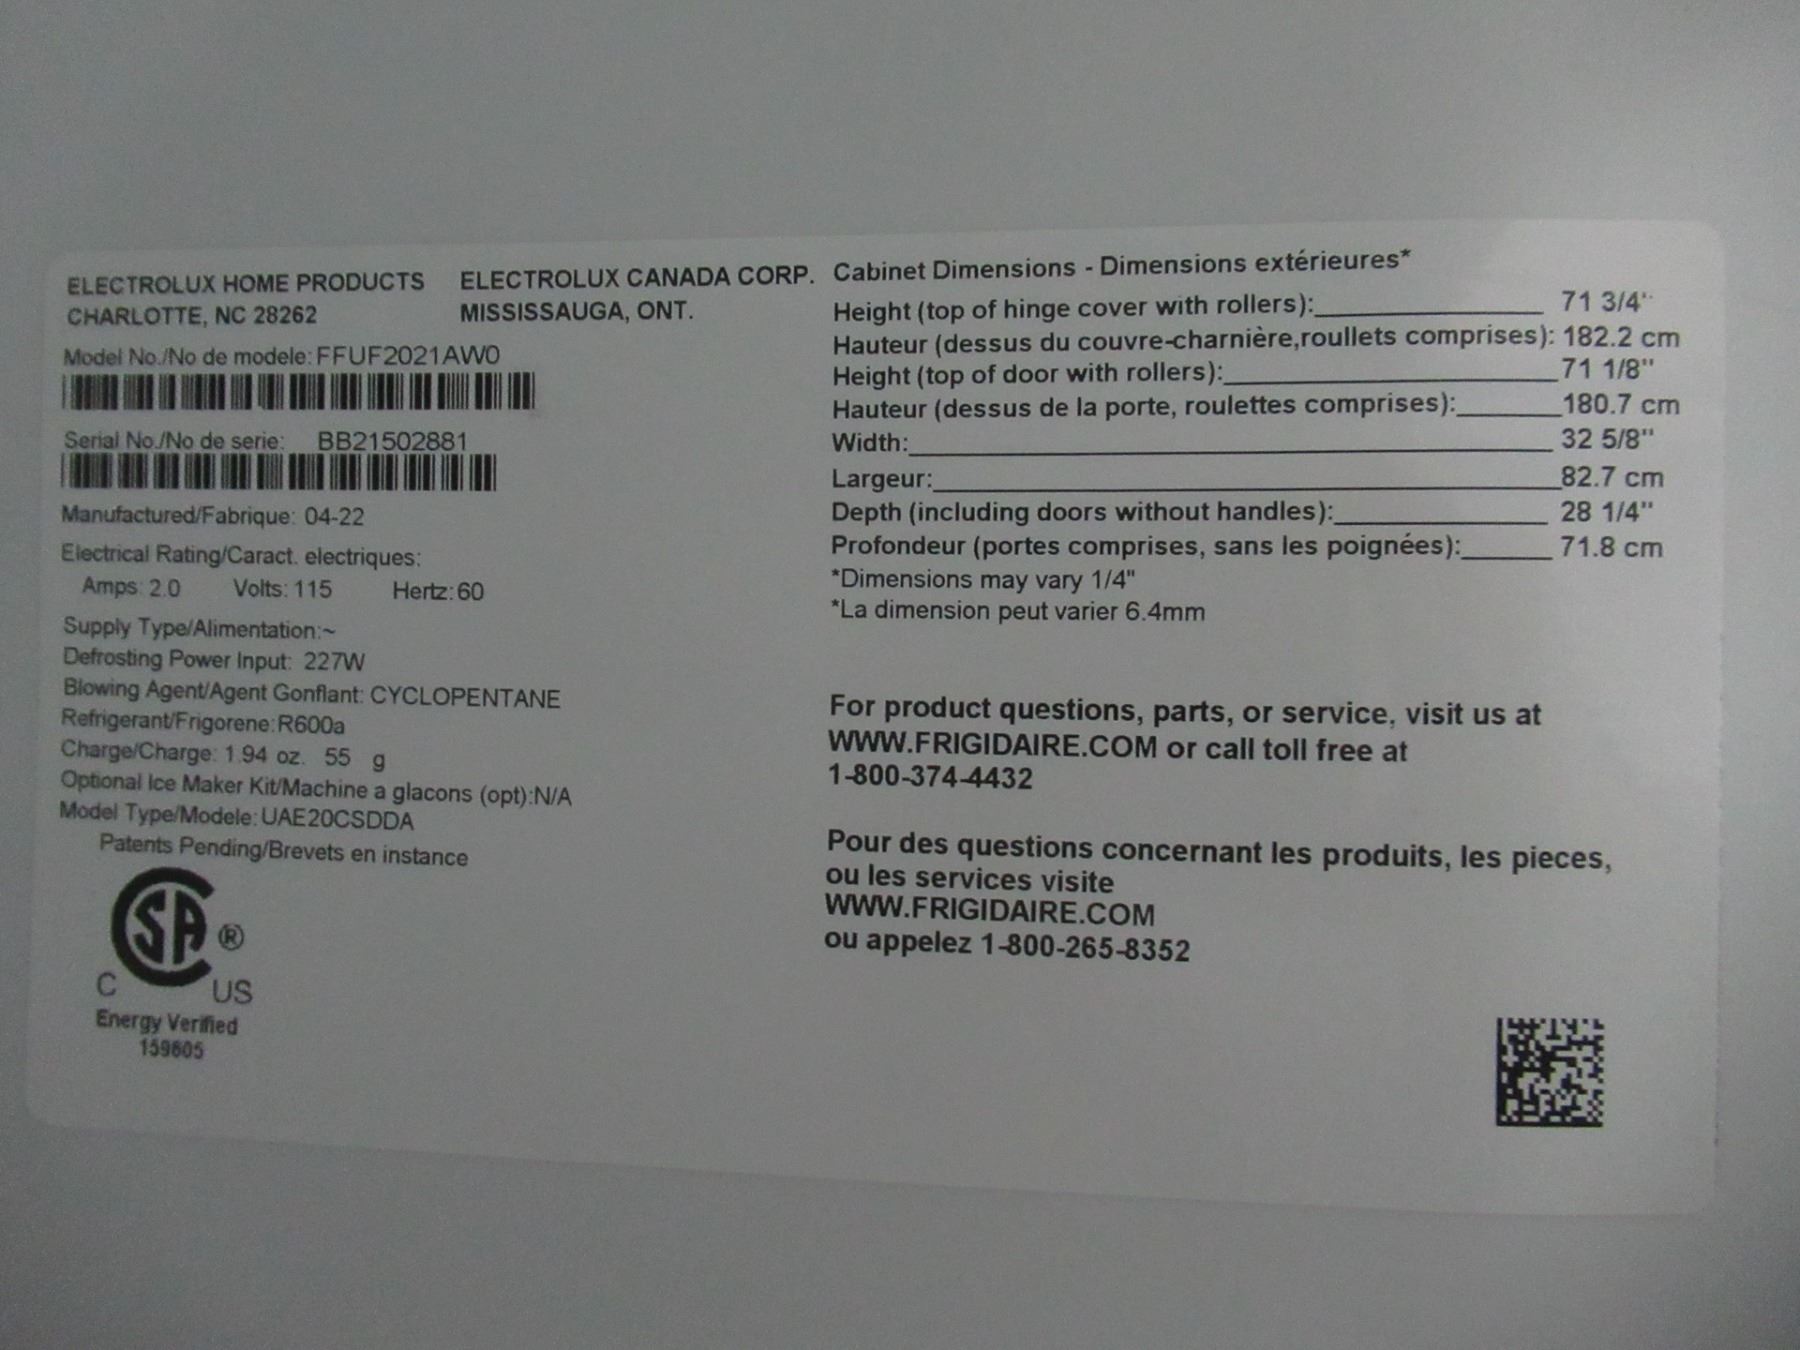 ELECTROLUX HOME PRODUCTS
CHARLOTTE, NC 28262
ELECTROLUX CANADA CORP.
MISSISSAUGA, ONT.
Model No./No de modele: FFUF2021AW0
Serial No./No de serie: BB21502881
Manufactured/Fabrique: 04-22
Electrical Rating/Caract. electriques:
Amps: 2.0 Volts: 115 Hertz: 60
Supply Type/Alimentation:~
Defrosting Power Input: 227W
Blowing Agent/Agent Gonflant: CYCLOPENTANE
Refrigerant/Frigorene: R600a
Charge/Charge: 1.94 oz. 55 g
Optional Ice Maker Kit/Machine a glacons (opt):N/A
Model Type/Modele: UAE20CSDDA
Patents Pending/Brevets en instance
CSA ®
C US
Energy Verified
159805
Cabinet Dimensions - Dimensions extérieures*
Height (top of hinge cover with rollers): 71 3/4"
Hauteur (dessus du couvre-charnière,roullets comprises): 182.2 cm
Height (top of door with rollers): 71 1/8"
Hauteur (dessus de la porte, roulettes comprises): 180.7 cm
Width: 32 5/8"
Largeur: 82.7 cm
Depth (including doors without handles): 28 1/4"
Profondeur (portes comprises, sans les poignées): 71.8 cm
*Dimensions may vary 1/4"
*La dimension peut varier 6.4mm
For product questions, parts, or service, visit us at
WWW.FRIGIDAIRE.COM or call toll free at
1-800-374-4432
Pour des questions concernant les produits, les pieces,
ou les services visite
WWW.FRIGIDAIRE.COM
ou appelez 1-800-265-8352